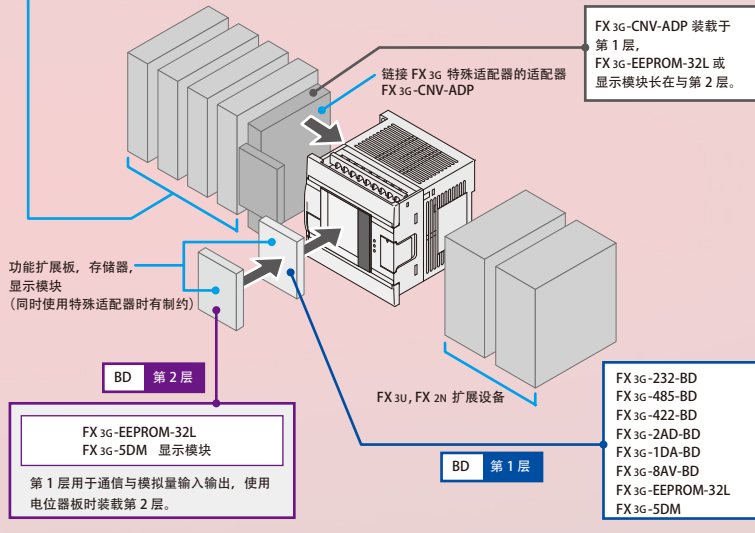 FX 3G-CNV-ADP 装载于
第 1 层,
FX 3G-EEPROM-32L 或
显示模块长在与第 2 层。
链接 FX 3G 特殊适配器的适配器
FX 3G-CNV-ADP
功能扩展板, 存储器,
显示模块
(同时使用特殊适配器时有制约)
BD 第 2 层
FX 3G-EEPROM-32L
FX 3G-5DM 显示模块
第 1 层用于通信与模拟量输入输出, 使用
电位器板时装载第 2 层。
FX 3U, FX 2N 扩展设备
BD 第 1 层
FX 3G-232-BD
FX 3G-485-BD
FX 3G-422-BD
FX 3G-2AD-BD
FX 3G-1DA-BD
FX 3G-8AV-BD
FX 3G-EEPROM-32L
FX 3G-5DM